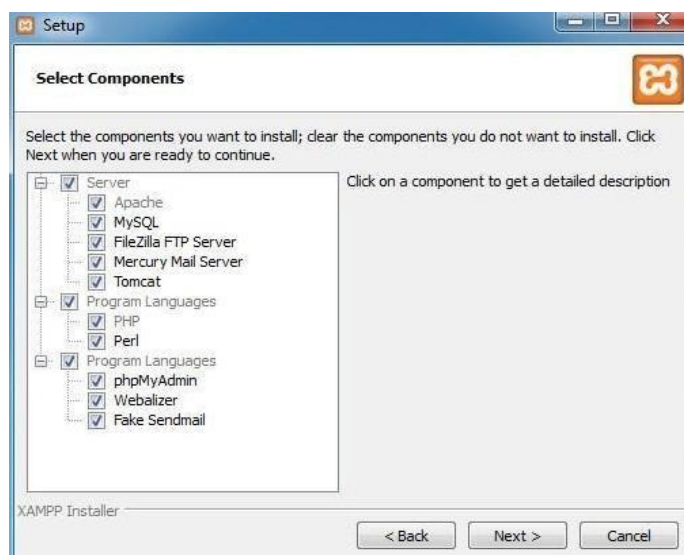 Setup
Select Components
Select the components you want to install; clear the components you do not want to install. Click
Next when you are ready to continue.
Server
Apache
MySQL
FileZilla FTP Server
Mercury Mail Server
Tomcat
Program Languages
PHP
Perl
Program Languages
phpMyAdmin
Webalizer
Fake Sendmail
Click on a component to get a detailed description
XAMPP Installer
< Back
Next >
Cancel